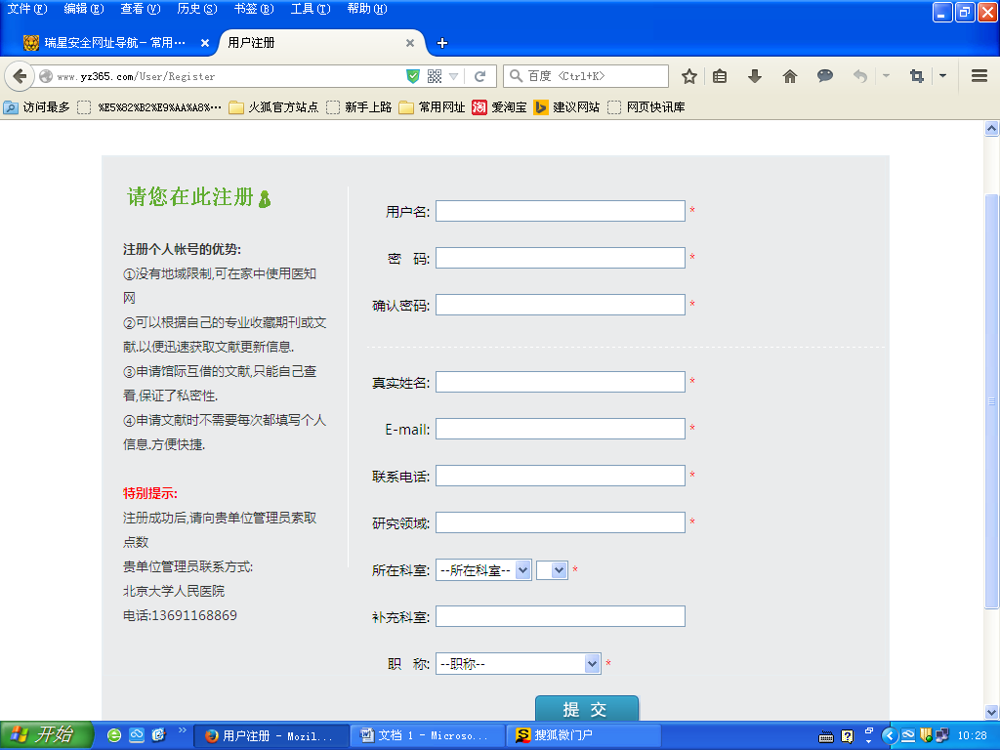 文件(F) 编辑(E) 查看(V) 历史(S) 书签(B) 工具(T) 帮助(H)
瑞星安全网址导航－常用… × 用户注册 × +
www.yz365.com/User/Register 百度 <Ctrl+K>
访问最多 %E5%82%B2%E9%AA%A8%… 火狐官方站点 新手上路 常用网址 淘 爱淘宝 建议网站 网页快讯库
请您在此注册
注册个人帐号的优势:
①没有地域限制,可在家中使用医知
网
②可以根据自己的专业收藏期刊或文
献.以便迅速获取文献更新信息.
③申请馆际互借的文献,只能自己查
看,保证了私密性.
④申请文献时不需要每次都填写个人
信息.方便快捷.
特别提示:
注册成功后,请向贵单位管理员索取
点数
贵单位管理员联系方式:
北京大学人民医院
电话:13691168869
用户名: *
密 码: *
确认密码: *
真实姓名: *
E-mail: *
联系电话: *
研究领域: *
所在科室: --所在科室-- *
补充科室:
职 称: --职称-- *
提 交
开始 用户注册 - Mozil... 文档 1 - Microso... 搜狐微门户 10:28